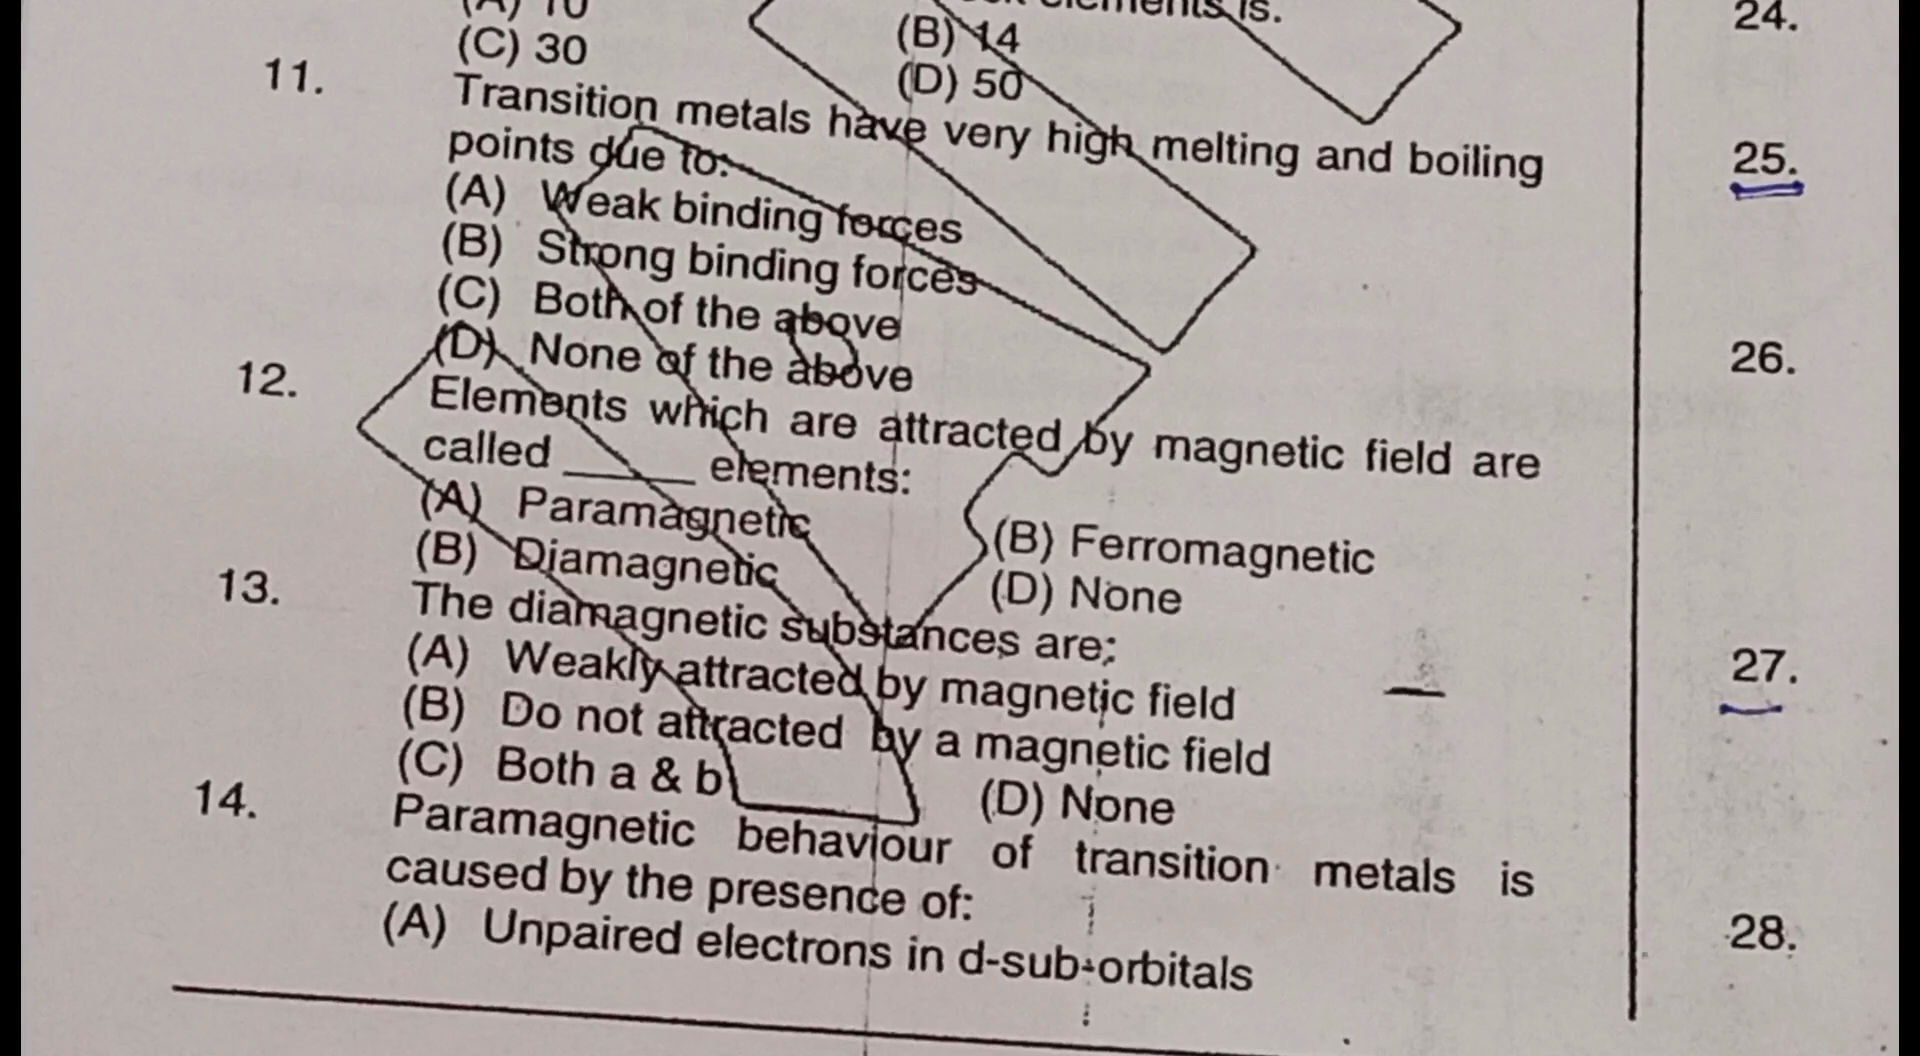 (A) 10
elements is.
24.
(B) 14
(C) 30
(D) 50
11.
Transition metals have very high melting and boiling
points due to:
25.
(A) Weak binding forces
(B) Strong binding forces
(C) Both of the above
(D) None of the above
26.
12.
Elements which are attracted by magnetic field are
called ______ elements:
(A) Paramagnetic
(B) Ferromagnetic
(B) Diamagnetic
(D) None
13.
The diamagnetic substances are:
(A) Weakly attracted by magnetic field
27.
(B) Do not attracted by a magnetic field
(C) Both a & b
(D) None
14.
Paramagnetic behaviour of transition metals is
caused by the presence of:
28.
(A) Unpaired electrons in d-sub-orbitals